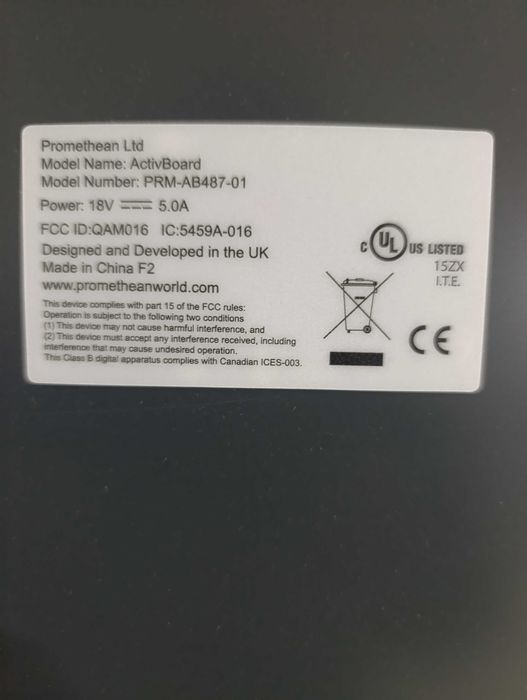 Promethean Ltd
Model Name: ActivBoard
Model Number: PRM-AB487-01
Power: 18V ⎓ 5.0A
FCC ID:QAM016 IC:5459A-016
Designed and Developed in the UK
Made in China F2
www.prometheanworld.com
This device complies with part 15 of the FCC rules:
Operation is subject to the following two conditions
(1) This device may not cause harmful interference, and
(2) This device must accept any interference received, including
interference that may cause undesired operation.
This Class B digital apparatus complies with Canadian ICES-003.
C UL US LISTED
15ZX
I.T.E.
CE